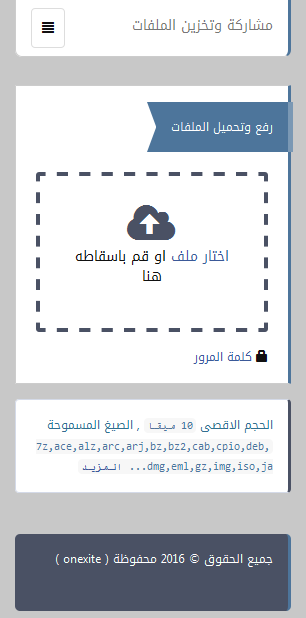 مشاركة وتخزين الملفات
رفع وتحميل الملفات
اختار ملف او قم باسقاطه
هنا
كلمة المرور
الحجم الاقصى 10 ميقا , الصيغ المسموحة
7z,ace,alz,arc,arj,bz,bz2,cab,cpio,deb,
dmg,eml,gz,img,iso,ja... المزيد
جميع الحقوق © 2016 محفوظة ( onexite )